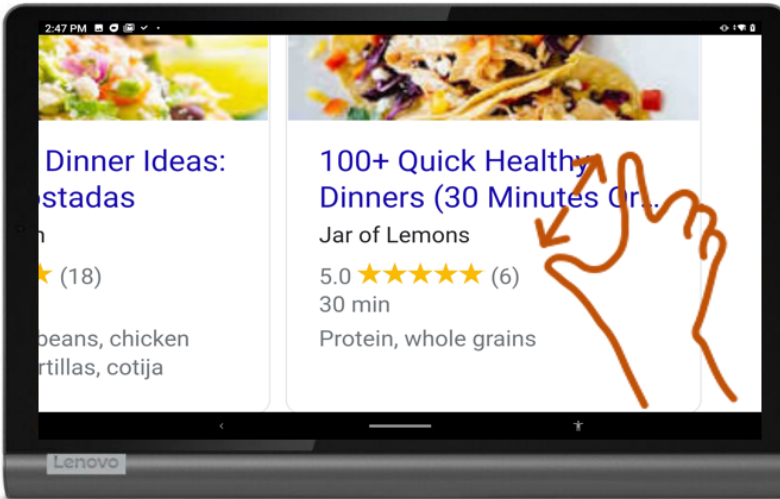 2:47 PM
Dinner Ideas:
ostadas
n
(18)
beans, chicken
rtillas, cotija
100+ Quick Healthy
Dinners (30 Minutes Or...
Jar of Lemons
5.0 ★★★★★ (6)
30 min
Protein, whole grains
Lenovo